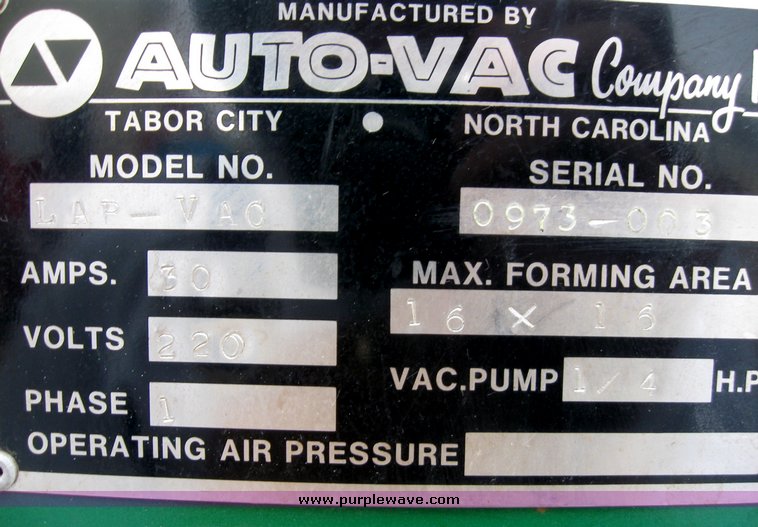 MANUFACTURED BY
AUTO-VAC Company
TABOR CITY • NORTH CAROLINA
MODEL NO. SERIAL NO.
LAP-VAC 0973-003
AMPS. 30 MAX. FORMING AREA
16 X 16
VOLTS 220
VAC.PUMP 1/4 H.P
PHASE 1
OPERATING AIR PRESSURE
www.purplewave.com